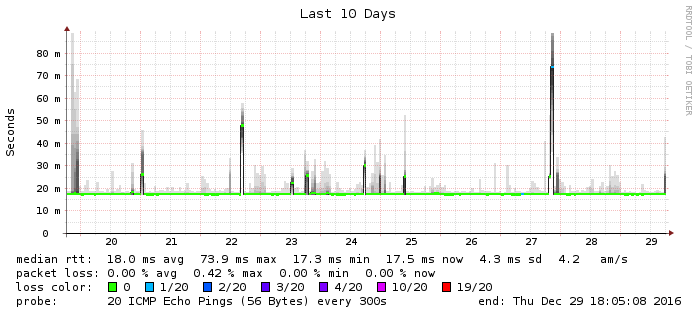 Last 10 Days
RRDTOOL / TOBI OETIKER
Seconds
80 m
70 m
60 m
50 m
40 m
30 m
20 m
10 m
0
20 21 22 23 24 25 26 27 28 29
median rtt: 18.0 ms avg 73.9 ms max 17.3 ms min 17.5 ms now 4.3 ms sd 4.2 am/s
packet loss: 0.00 % avg 0.42 % max 0.00 % min 0.00 % now
loss color: 0 1/20 2/20 3/20 4/20 10/20 19/20
probe: 20 ICMP Echo Pings (56 Bytes) every 300s end: Thu Dec 29 18:05:08 2016